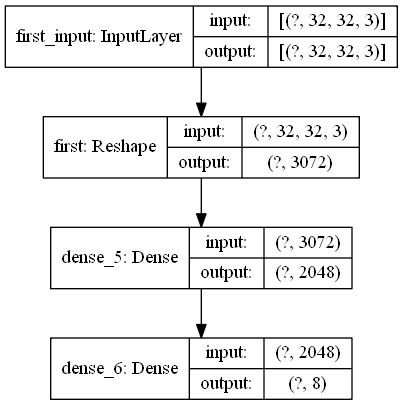 first_input: InputLayer
input:
[(?, 32, 32, 3)]
output:
[(?, 32, 32, 3)]
first: Reshape
input:
(?, 32, 32, 3)
output:
(?, 3072)
dense_5: Dense
input:
(?, 3072)
output:
(?, 2048)
dense_6: Dense
input:
(?, 2048)
output:
(?, 8)